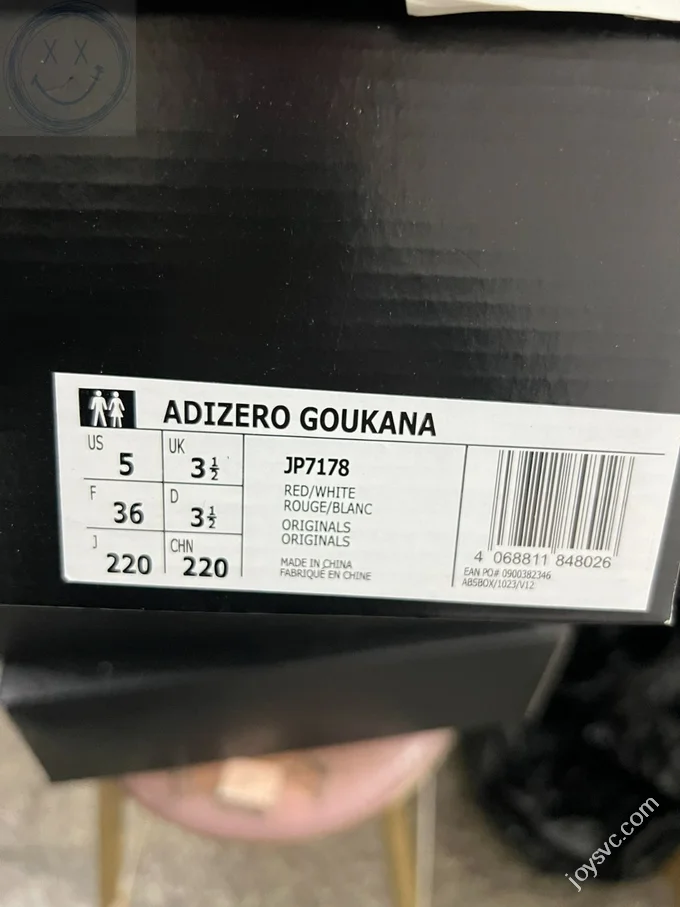 ADIZERO GOUKANA
US 5 UK 3½
F 36 D 3½
J 220 CHN 220
JP7178
RED/WHITE
ROUGE/BLANC
ORIGINALS
ORIGINALS
MADE IN CHINA
FABRIQUÉ EN CHINE
4 068811 848026
EAN PO# 0900382346
ABSBOX/1023/V12
joysvc.com